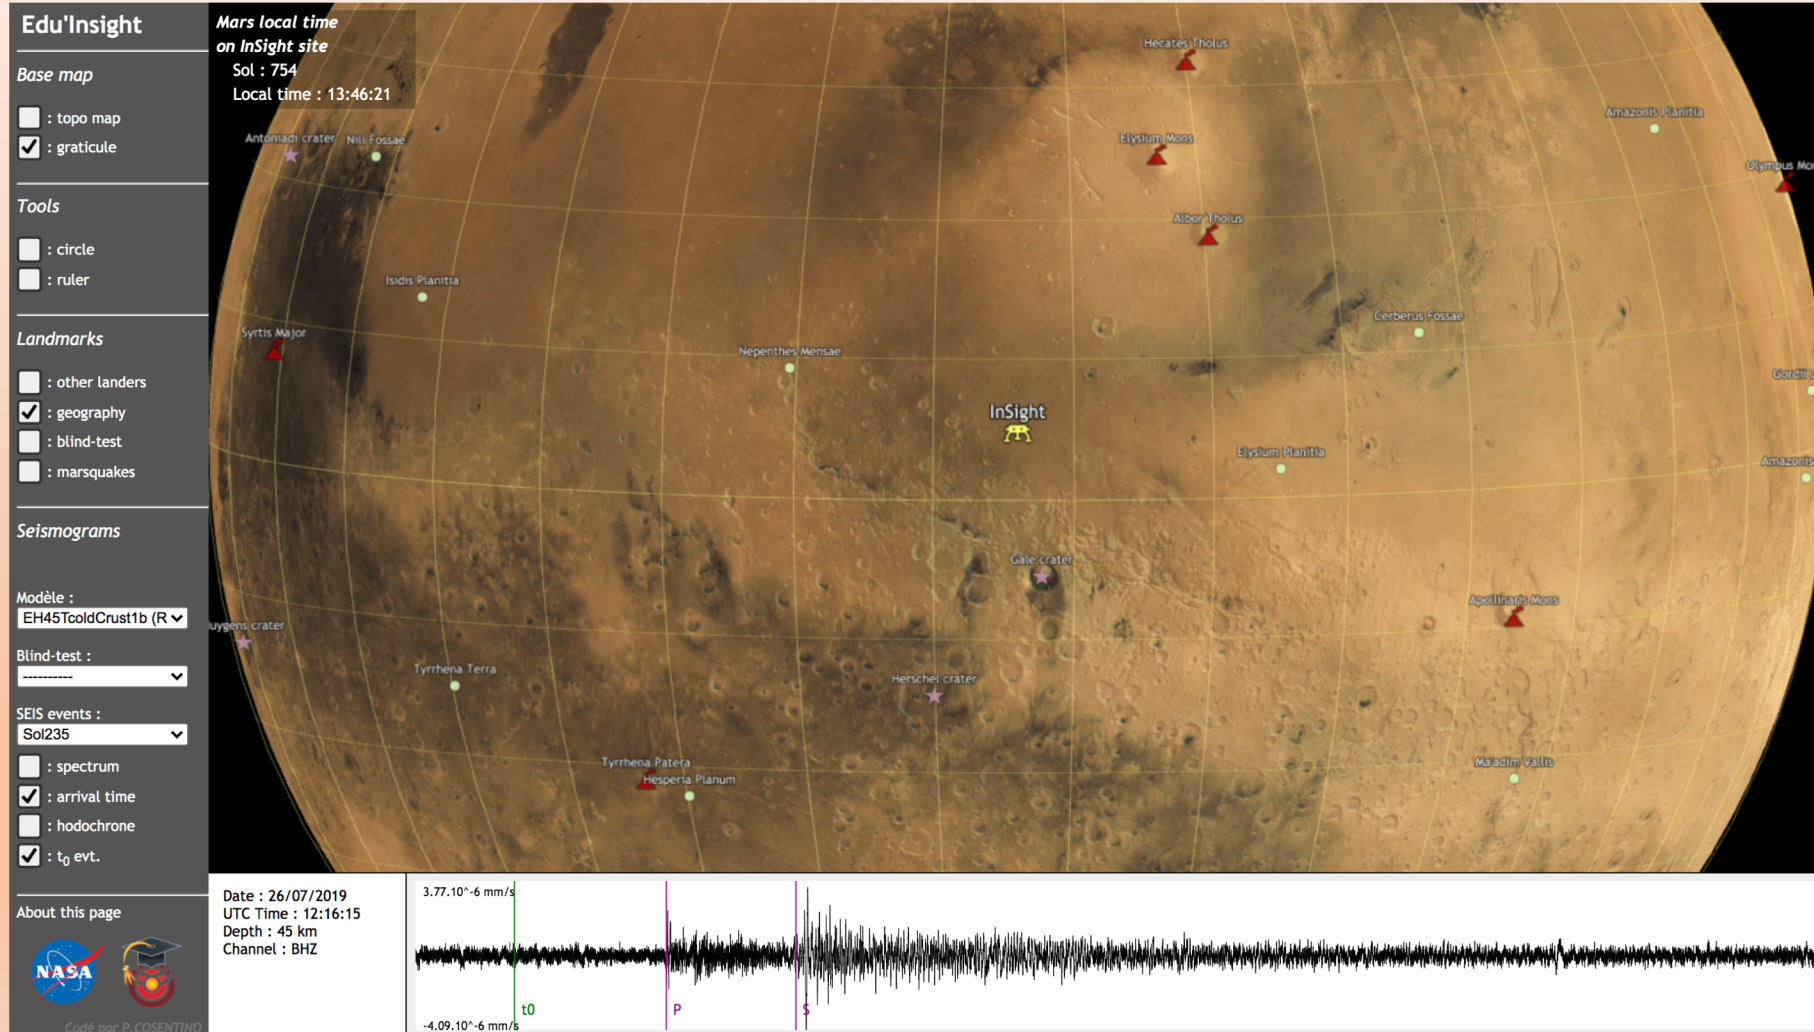 Edu'Insight
Base map
: topo map
: graticule
Tools
: circle
: ruler
Landmarks
: other landers
: geography
: blind-test
: marsquakes
Seismograms
Modèle :
EH45TcoldCrust1b (R
Blind-test :
----------
SEIS events :
Sol235
: spectrum
: arrival time
: hodochrone
: t0 evt.
About this page
NASA
Codé par P.COSENTINO
Mars local time
on InSight site
Sol : 754
Local time : 13:46:21
Hecates Tholus
Amazonis Planitia
Antoniadi crater
Nili Fossae
Elysium Mons
Olympus Mo
Albor Tholus
Isidis Planitia
Cerberus Fossae
Syrtis Major
Nepenthes Mensae
Gordii
InSight
Elysium Planitia
Amazonis
Gale crater
Apollinaris Mons
uygens crater
Tyrrhena Terra
Herschel crater
Tyrrhena Patera
Hesperia Planum
Ma'adim Vallis
Date : 26/07/2019
UTC Time : 12:16:15
Depth : 45 km
Channel : BHZ
3.77.10^-6 mm/s
t0
P
S
-4.09.10^-6 mm/s